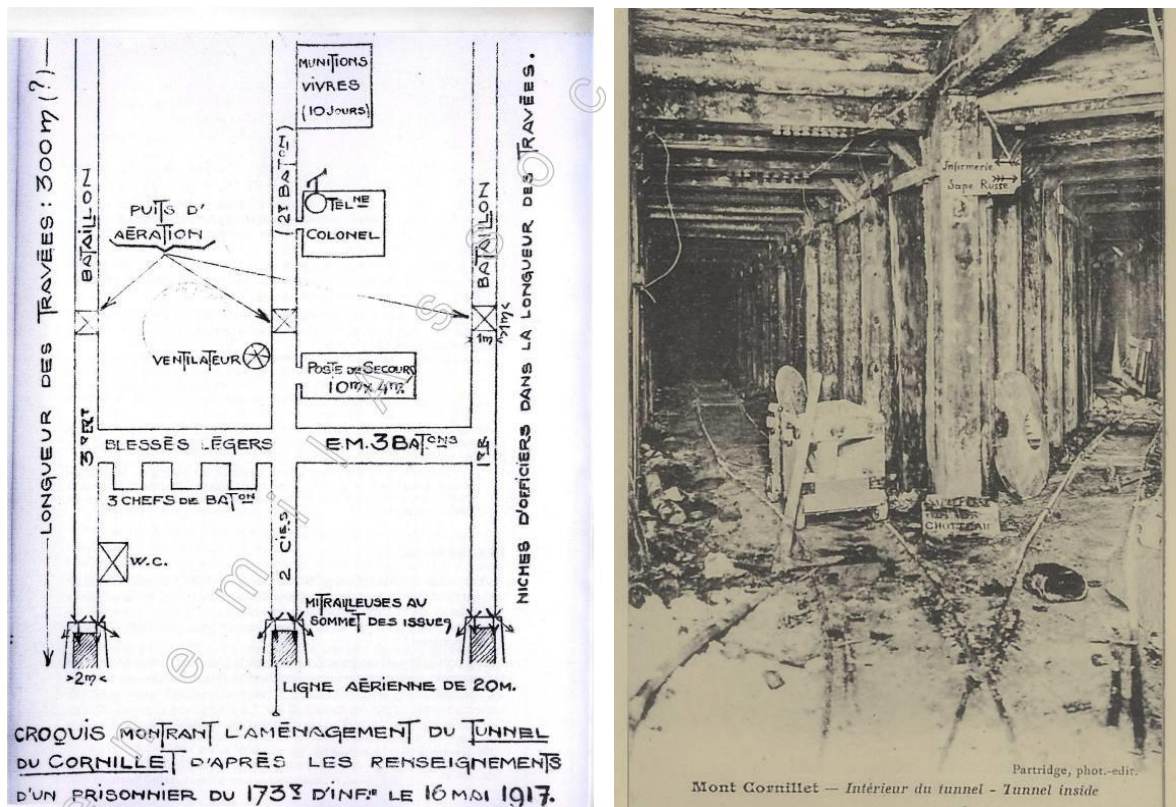 LONGUEUR DES TRAVÉES : 300m (?)
BATAILLON
3e BT
PUITS D'
AÉRATION
MUNITIONS
VIVRES
(10 JOURS)
(2e BATON)
TÉLNE
COLONEL
BATAILLON
1m
1m
VENTILATEUR
POSTE DE SECOURS
10m x 4m
BLESSÉS LÉGERS
E.M. 3 BATONS
3 CHEFS DE BATON
2 CIES
W.C.
MITRAILLEUSES AU
SOMMET DES ISSUES
2m
LIGNE AÉRIENNE DE 20M.
NICHES D'OFFICIERS DANS LA LONGUEUR DES TRAVÉES.
CROQUIS MONTRANT L'AMÉNAGEMENT DU TUNNEL
DU CORNILLET D'APRÈS LES RENSEIGNEMENTS
D'UN PRISONNIER DU 173e D'INFie LE 16 MAI 1917.
Infirmerie
Sape Russe
CHOTTEAU
Partridge, phot.-edit.
Mont Cornillet — Intérieur du tunnel - Tunnel inside